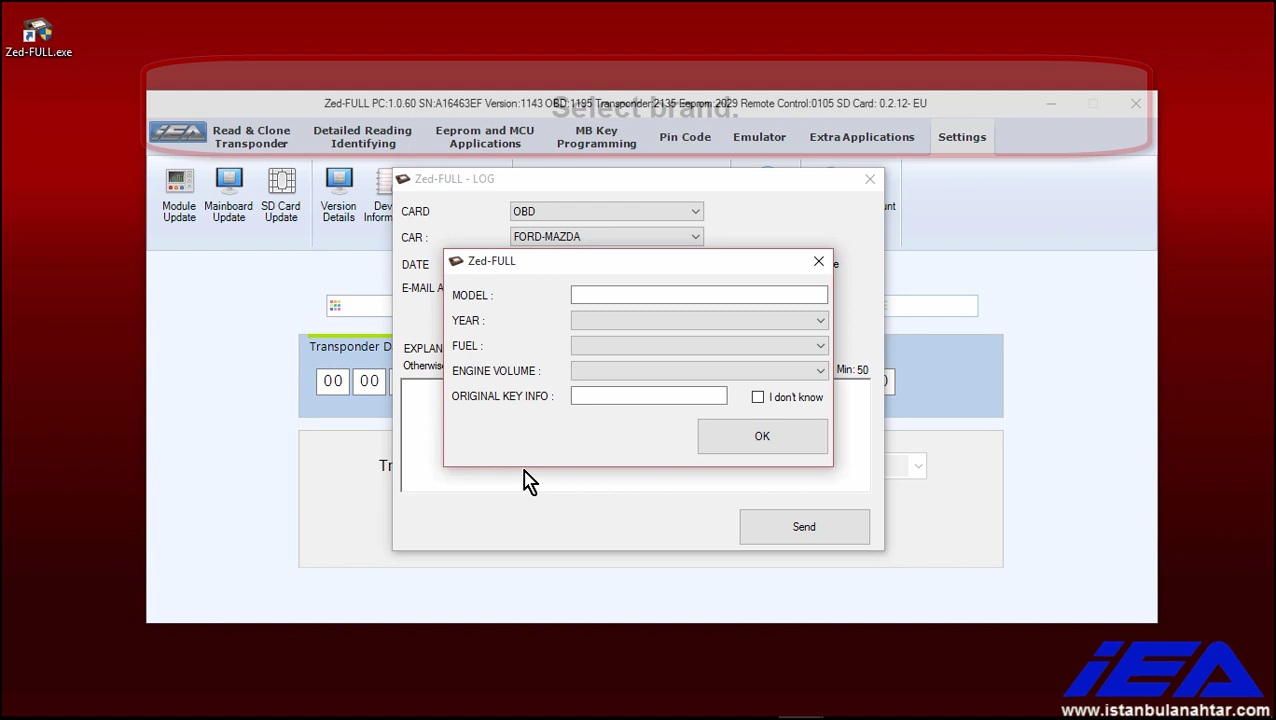 Zed-FULL.exe
Select brand.
Zed-FULL PC:1.0.60 SN:A16463EF Version:1143 OBD:1195 Transponder:2135 Eeprom:2029 Remote Control:0105 SD Card: 0.2.12- EU
iEA
Read & Clone
Transponder
Detailed Reading
Identifying
Eeprom and MCU
Applications
MB Key
Programming
Pin Code
Emulator
Extra Applications
Settings
Module
Update
Mainboard
Update
SD Card
Update
Version
Details
Dev
Inform
unt
Zed-FULL - LOG
CARD
OBD
CAR :
FORD-MAZDA
DATE
e
E-MAIL A
Zed-FULL
MODEL :
YEAR :
FUEL :
ENGINE VOLUME :
ORIGINAL KEY INFO :
I don't know
OK
EXPLAN
Otherwise
Min: 50
Transponder D
00
00
0
Tr
Send
iEA
www.istanbulanahtar.com